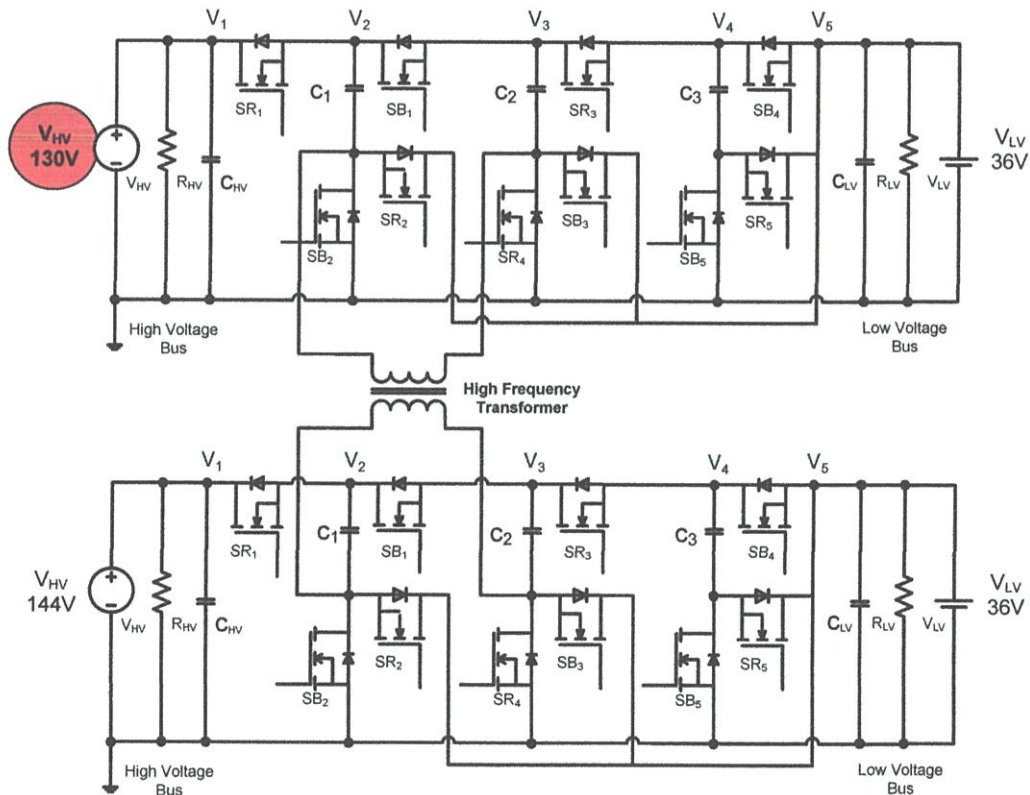 V1 V2 V3 V4 V5
C1 C2 C3
SR1 SB1 SR3 SB4
VHV
130V
VHV RHV CHV
SR2 SB3 SR5
SB2 SR4 SB5
CLV RLV VLV
VLV
36V
High Voltage
Bus
Low Voltage
Bus
High Frequency
Transformer
V1 V2 V3 V4 V5
C1 C2 C3
SR1 SB1 SR3 SB4
VHV
144V
VHV RHV CHV
SR2 SB3 SR5
SB2 SR4 SB5
CLV RLV VLV
VLV
36V
High Voltage
Bus
Low Voltage
Bus